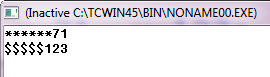 (Inactive C:\TCWIN45\BIN\NONAME00.EXE)
******71
$$$$$123